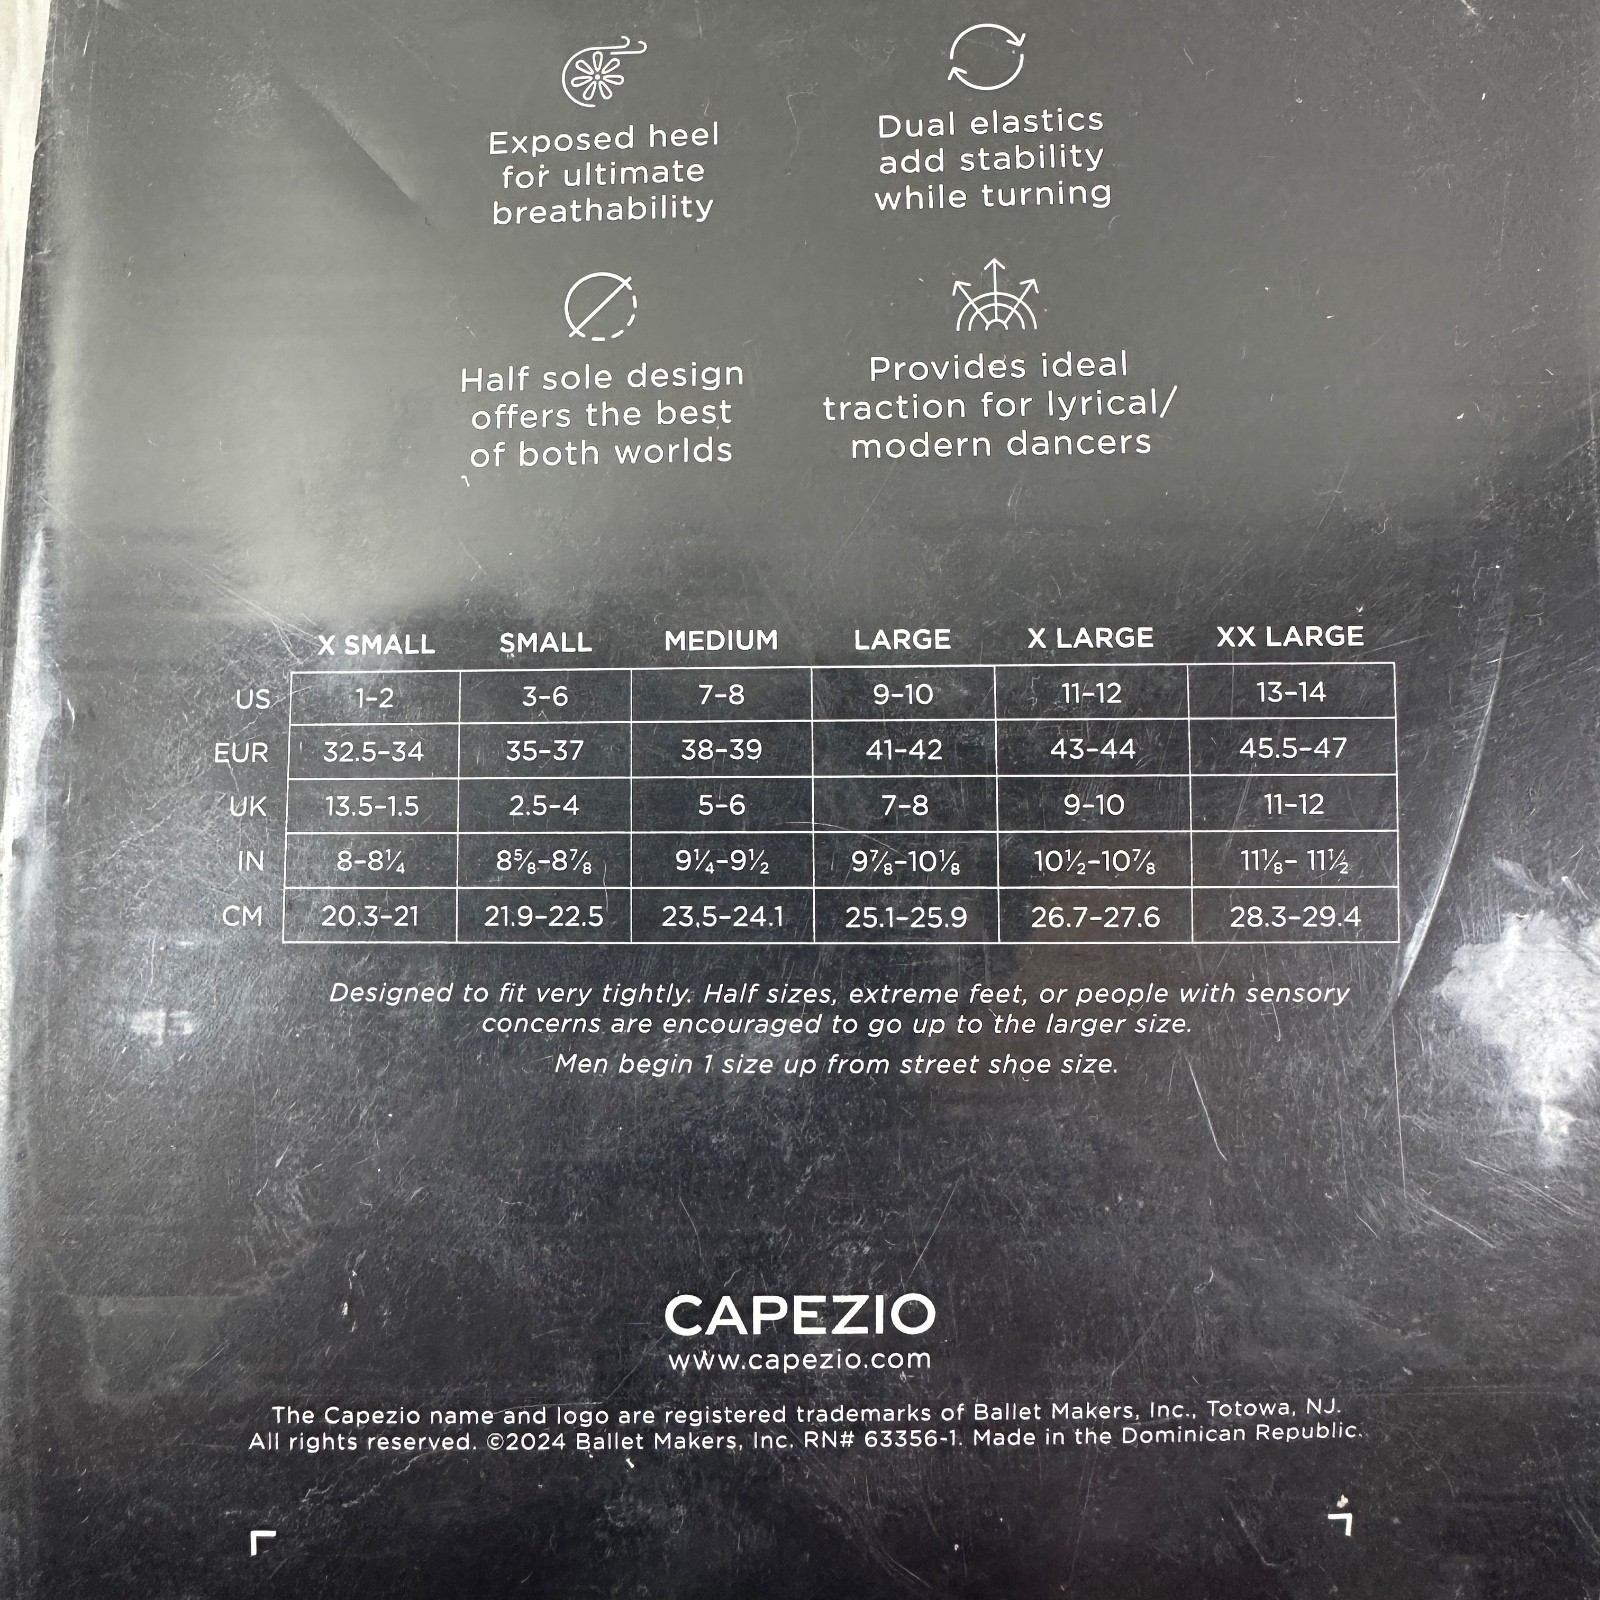 Exposed heel
for ultimate
breathability
Dual elastics
add stability
while turning
Half sole design
offers the best
of both worlds
Provides ideal
traction for lyrical/
modern dancers
X SMALL SMALL MEDIUM LARGE X LARGE XX LARGE
US 1–2 3–6 7–8 9–10 11–12 13–14
EUR 32.5–34 35–37 38–39 41–42 43–44 45.5–47
UK 13.5–1.5 2.5–4 5–6 7–8 9–10 11–12
IN 8–8¼ 8⅝–8⅞ 9¼–9½ 9⅞–10⅛ 10½–10⅞ 11⅛– 11½
CM 20.3–21 21.9–22.5 23.5–24.1 25.1–25.9 26.7–27.6 28.3–29.4
Designed to fit very tightly. Half sizes, extreme feet, or people with sensory
concerns are encouraged to go up to the larger size.
Men begin 1 size up from street shoe size.
CAPEZIO
www.capezio.com
The Capezio name and logo are registered trademarks of Ballet Makers, Inc., Totowa, NJ.
All rights reserved. ©2024 Ballet Makers, Inc. RN# 63356-1. Made in the Dominican Republic.